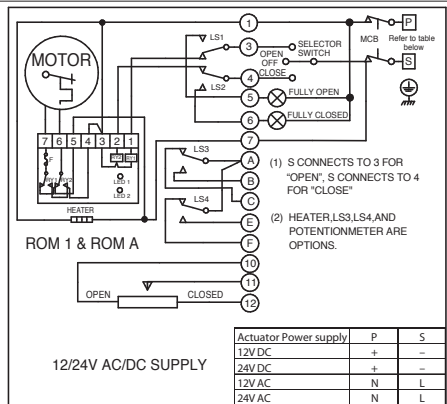 LS1
1
P
MCB
Refer to table
below
3
SELECTOR
SWITCH
OPEN
OFF
CLOSE
S
MOTOR
4
LS2
5
FULLY OPEN
6
FULLY CLOSED
7
7 6 5 4 3 2 1
F
RY1 RY2
RY2 RY1
LED 1
LED 2
HEATER
LS3
A
B
C
LS4
E
F
(1) S CONNECTS TO 3 FOR
"OPEN", S CONNECTS TO 4
FOR "CLOSE"
(2) HEATER,LS3,LS4,AND
POTENTIONMETER ARE
OPTIONS.
ROM 1 & ROM A
10
11
12
OPEN
CLOSED
12/24V AC/DC SUPPLY
Actuator Power supply P S
12V DC + –
24V DC + –
12V AC N L
24V AC N L